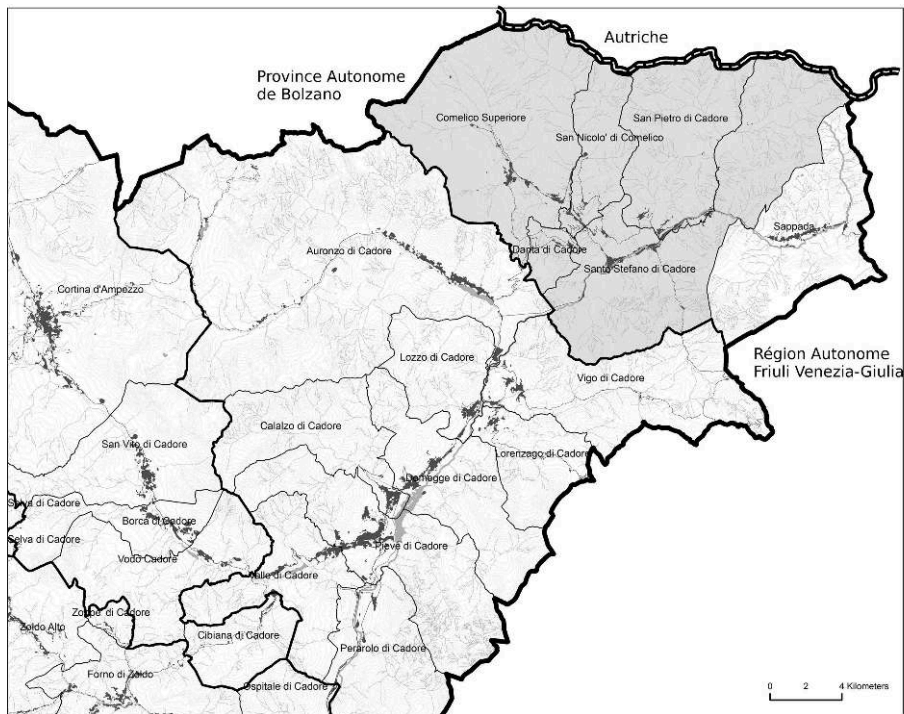 Autriche
Province Autonome
de Bolzano
Comelico Superiore
San Pietro di Cadore
San Nicolo' di Comelico
Sappada
Danta di Cadore
Auronzo di Cadore
Santo Stefano di Cadore
Cortina d'Ampezzo
Lozzo di Cadore
Région Autonome
Friuli Venezia-Giulia
Vigo di Cadore
Calalzo di Cadore
San Vito di Cadore
Lorenzago di Cadore
Domegge di Cadore
Selva di Cadore
Borca di Cadore
Selva di Cadore
Pieve di Cadore
Vodo Cadore
Valle di Cadore
Zoppe' di Cadore
Zoldo Alto
Cibiana di Cadore
Perarolo di Cadore
Forno di Zoldo
Ospitale di Cadore
0 2 4 Kilometers